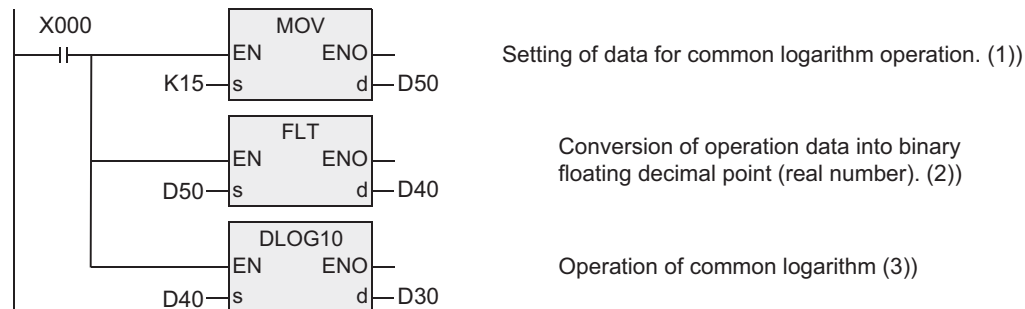 X000
MOV
EN ENO
K15 s d D50
Setting of data for common logarithm operation. (1))
FLT
EN ENO
D50 s d D40
Conversion of operation data into binary
floating decimal point (real number). (2))
DLOG10
EN ENO
D40 s d D30
Operation of common logarithm (3))